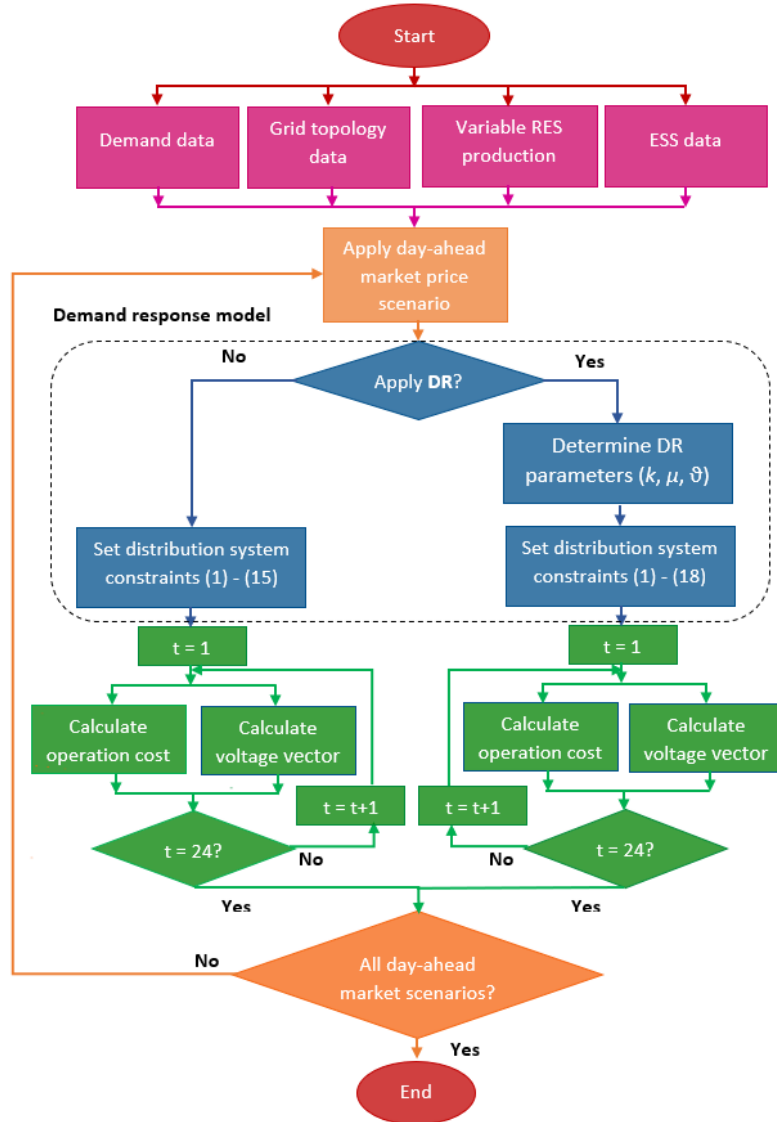 Start
Demand data
Grid topology
data
Variable RES
production
ESS data
Apply day-ahead
market price
scenario
Demand response model
No
Yes
Apply DR?
Determine DR
parameters (k, μ, ϑ)
Set distribution system
constraints (1) - (15)
Set distribution system
constraints (1) - (18)
t = 1
t = 1
Calculate
operation cost
Calculate
voltage vector
Calculate
operation cost
Calculate
voltage vector
t = t+1
t = t+1
t = 24?
No
No
t = 24?
Yes
Yes
No
All day-ahead
market scenarios?
Yes
End